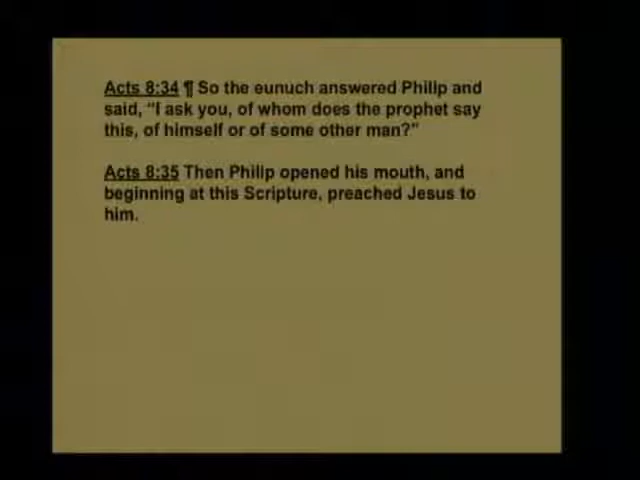 Acts 8:34 ¶ So the eunuch answered Philip and
said, “I ask you, of whom does the prophet say
this, of himself or of some other man?”
Acts 8:35 Then Philip opened his mouth, and
beginning at this Scripture, preached Jesus to
him.